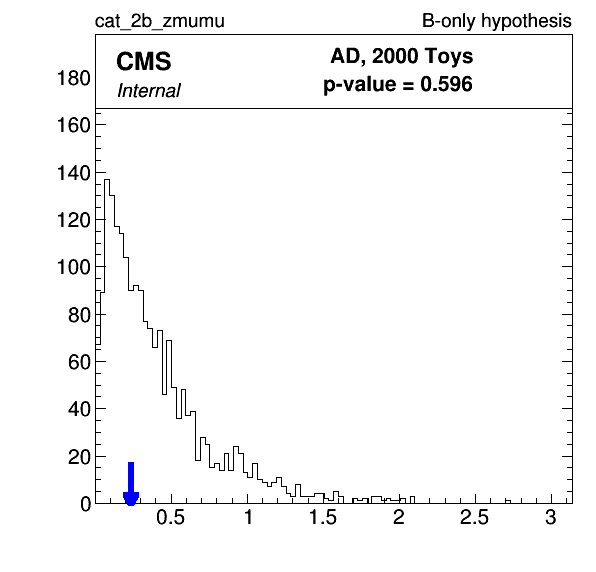 cat_2b_zmumu B-only hypothesis
CMS AD, 2000 Toys
Internal p-value = 0.596
180
160
140
120
100
80
60
40
20
0
0.5 1 1.5 2 2.5 3